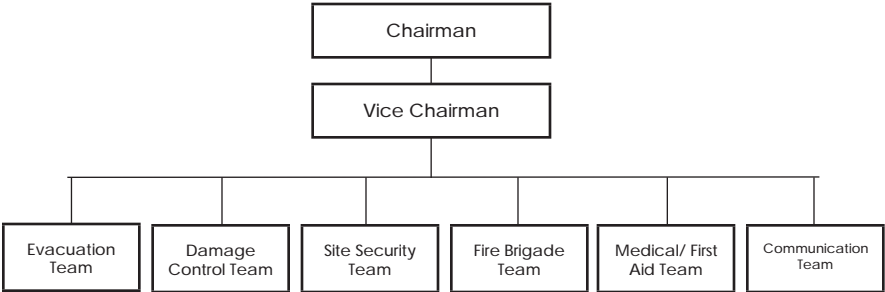 Chairman
Vice Chairman
Evacuation
Team
Damage
Control Team
Site Security
Team
Fire Brigade
Team
Medical/ First
Aid Team
Communication
Team